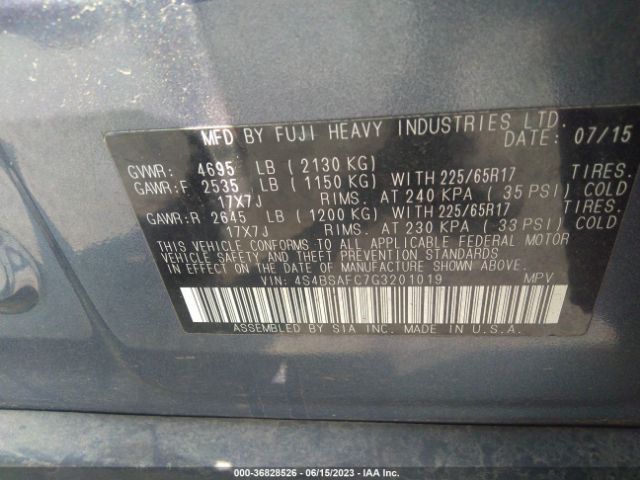 MFD BY FUJI HEAVY INDUSTRIES LTD.
DATE: 07/15
GVWR: 4695 LB ( 2130 KG)
GAWR:F 2535 LB ( 1150 KG) WITH 225/65R17 TIRES.
17X7J RIMS. AT 240 KPA ( 35 PSI) COLD
GAWR:R 2645 LB ( 1200 KG) WITH 225/65R17 TIRES.
17X7J RIMS. AT 230 KPA ( 33 PSI) COLD
THIS VEHICLE CONFORMS TO ALL APPLICABLE FEDERAL MOTOR
VEHICLE SAFETY AND THEFT PREVENTION STANDARDS
IN EFFECT ON THE DATE OF MANUFACTURE SHOWN ABOVE.
VIN: 4S4BSAFC7G3201019 MPV
ASSEMBLED BY SIA INC. MADE IN U.S.A.
000-36828526 - 06/15/2023 - IAA Inc.